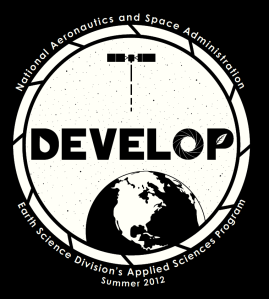 National Aeronautics and Space Administration
DEVELOP
Earth Science Division's Applied Sciences Program
Summer 2012